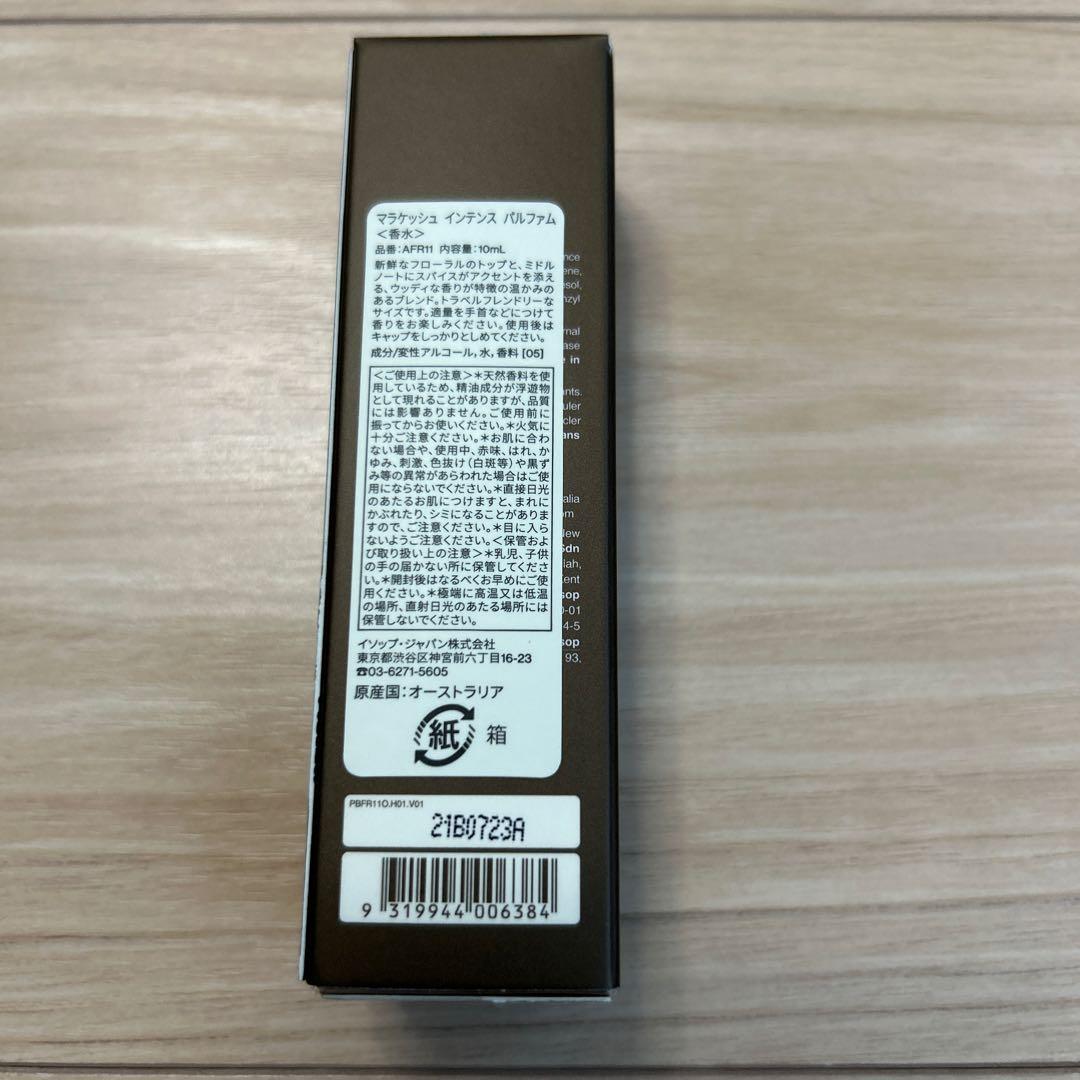 マラケッシュ インテンス パルファム
＜香水＞
品番：AFR11 内容量：10mL
新鮮なフローラルのトップと、ミドル
ノートにスパイスがアクセントを添え
る、ウッディな香りが特徴の温かみの
あるブレンド。トラベルフレンドリーな
サイズです。適量を手首などにつけて
香りをお楽しみください。使用後は
キャップをしっかりとしめてください。
成分/変性アルコール, 水, 香料 [05]
＜ご使用上の注意＞＊天然香料を使
用しているため、精油成分が浮遊物
として現れることがありますが、品質
には影響ありません。ご使用前に
振ってからお使いください。＊火気に
十分ご注意ください。＊お肌に合わ
ない場合や、使用中、赤味、はれ、か
ゆみ、刺激、色抜け（白斑等）や黒ず
み等の異常があらわれた場合はご使
用にならないでください。＊直接日光
のあたるお肌につけますと、まれに
かぶれたり、シミになることがありま
すので、ご注意ください。＊目に入ら
ないようご注意ください。＜保管およ
び取り扱い上の注意＞＊乳児、子供
の手の届かない所に保管してくださ
い。＊開封後はなるべくお早めにご使
用ください。＊極端に高温又は低温
の場所、直射日光のあたる場所には
保管しないでください。
イソップ・ジャパン株式会社
東京都渋谷区神宮前六丁目16-23
☎03-6271-5605
原産国：オーストラリア
紙 箱
PBFR11O.H01.V01
21B0723A
9 319944 006384
nce
ene,
esol,
nzyl
rnal
ase
e in
ants.
uler
cler
ans
alia
om
New
Sdn
lah,
Kent
sop
0-01
4-5
sop
93,